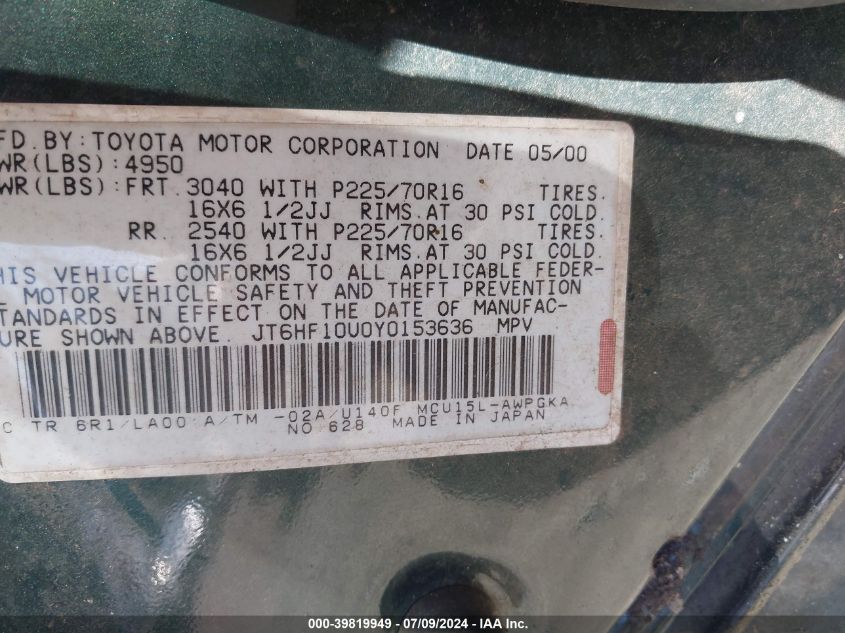 FD. BY: TOYOTA MOTOR CORPORATION DATE 05/00
WR(LBS): 4950
WR(LBS): FRT. 3040 WITH P225/70R16 TIRES.
16X6 1/2JJ RIMS. AT 30 PSI COLD.
RR. 2540 WITH P225/70R16 TIRES.
16X6 1/2JJ RIMS. AT 30 PSI COLD.
HIS VEHICLE CONFORMS TO ALL APPLICABLE FEDER-
L MOTOR VEHICLE SAFETY AND THEFT PREVENTION
TANDARDS IN EFFECT ON THE DATE OF MANUFAC-
URE SHOWN ABOVE. JT6HF10U0Y0153636 MPV
C TR 6R1/LA00 A/TM -02A/U140F MCU15L-AWPGKA
NO 628 MADE IN JAPAN
000-39819949 / 07/09/2024 / IAA Inc.